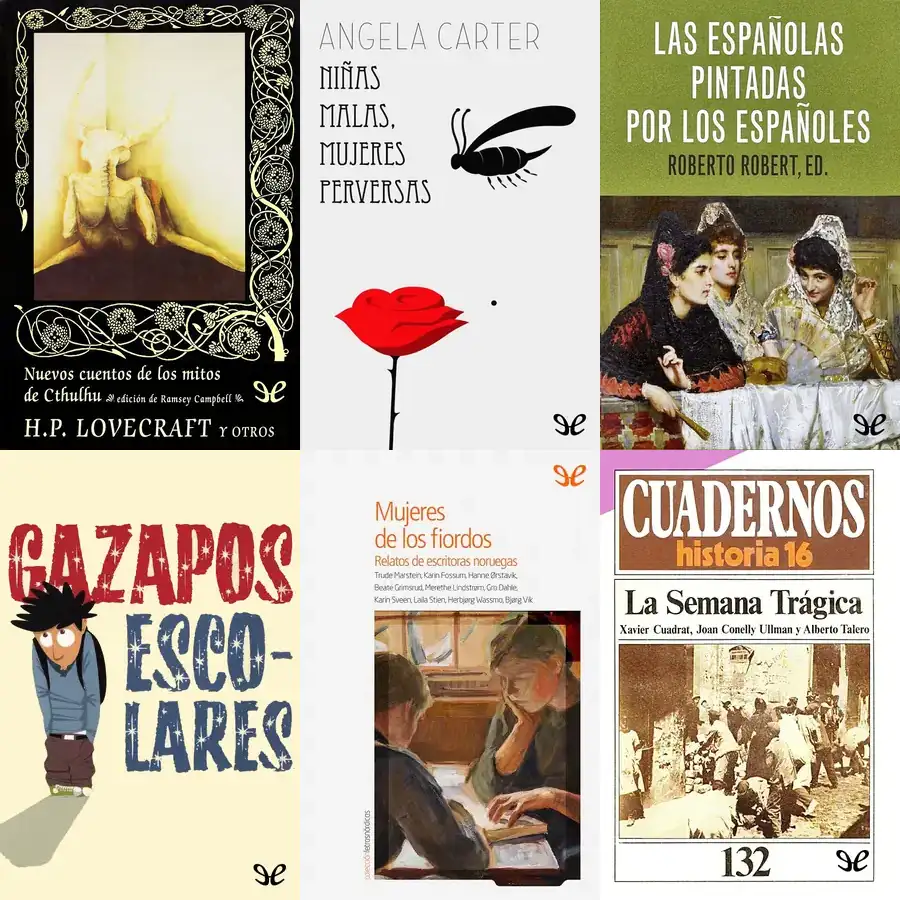 Nuevos cuentos de los mitos
de Cthulhu edición de Ramsey Campbell
H.P. LOVECRAFT Y OTROS
ANGELA CARTER
NIÑAS
MALAS,
MUJERES
PERVERSAS
LAS ESPAÑOLAS
PINTADAS
POR LOS ESPAÑOLES
ROBERTO ROBERT, ED.
GAZAPOS
ESCO-
LARES
Mujeres
de los fiordos
Relatos de escritoras noruegas
Trude Marstein, Karin Fossum, Hanne Ørstavik,
Beate Grimsrud, Merethe Lindstrøm, Gro Dahle,
Karin Sveen, Laila Stien, Herbjørg Wassmo, Bjørg Vik
colección letrasnórdicas
CUADERNOS
historia 16
La Semana Trágica
Xavier Cuadrat, Joan Conelly Ullman y Alberto Talero
132